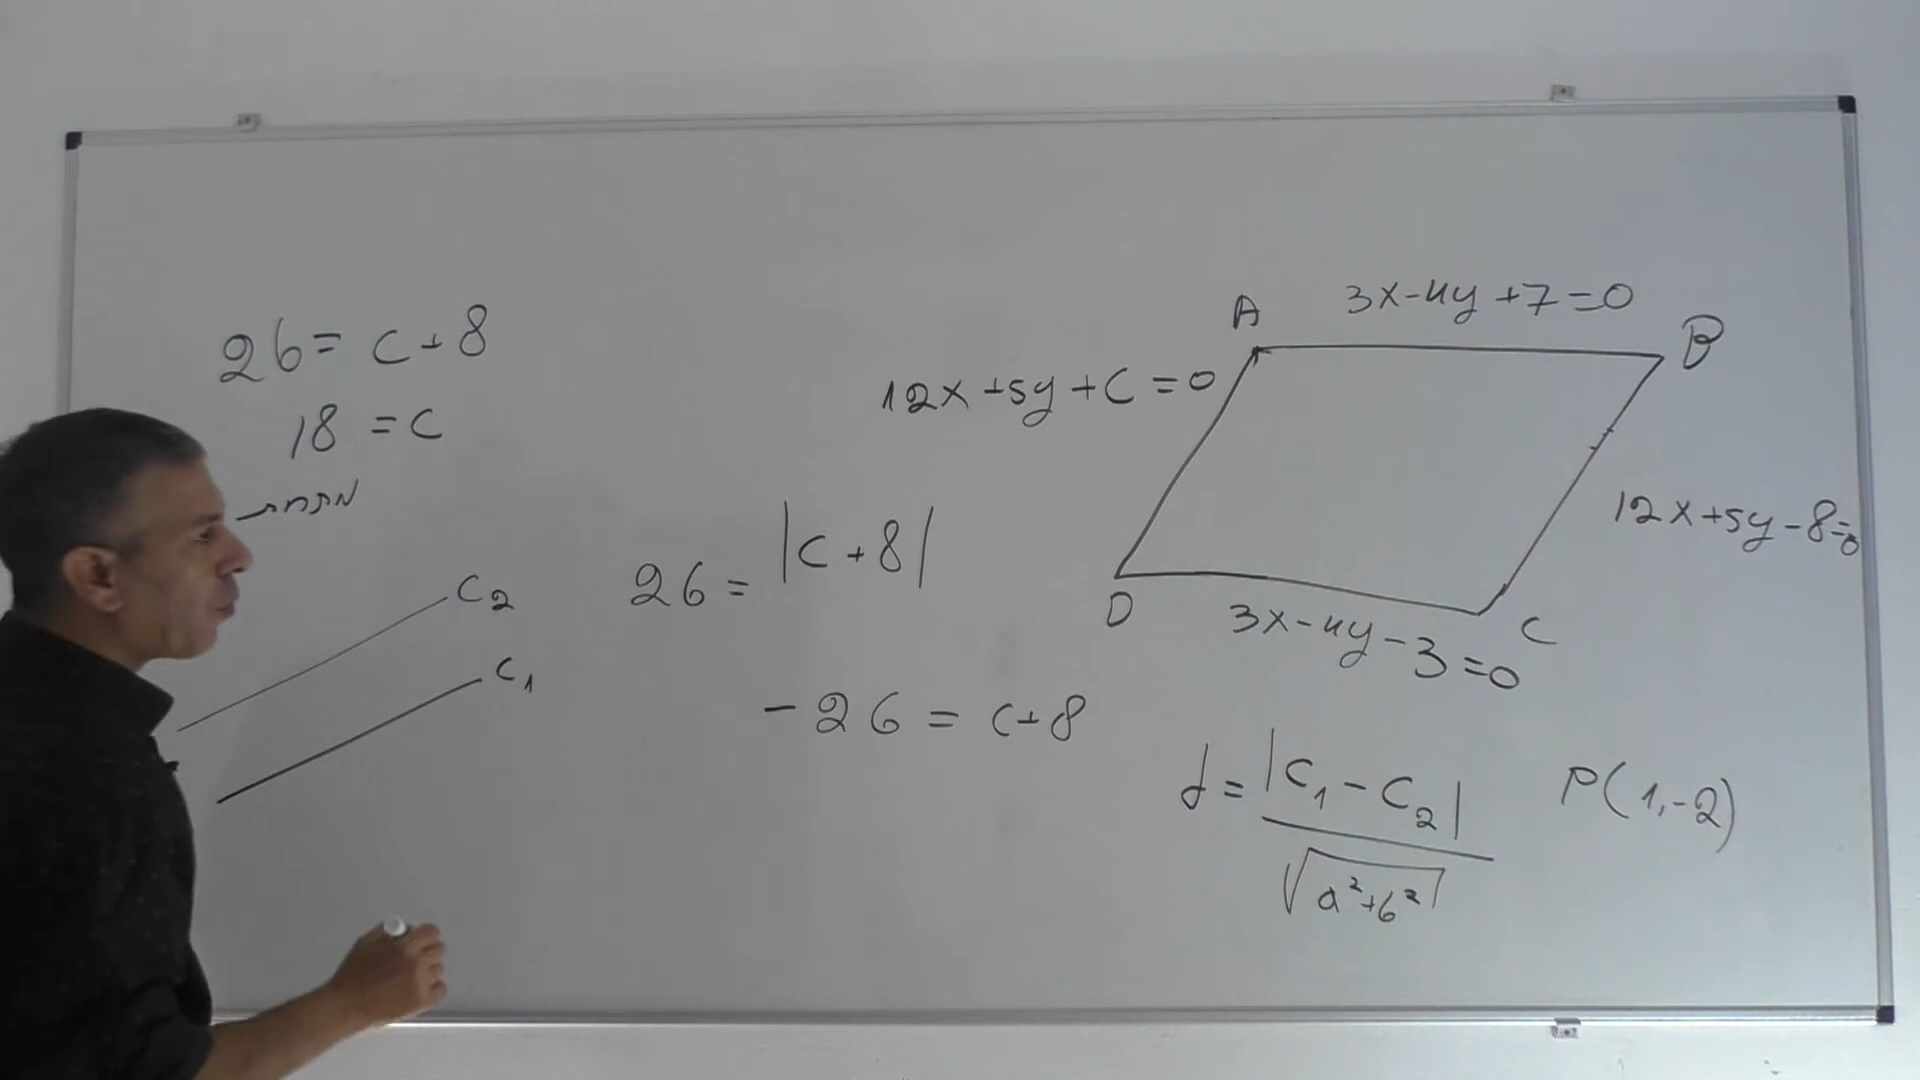 26 = c+8
18 = c
מתחת
c2
c1
26 = |c+8|
-26 = c+8
A
3x-4y+7=0
B
12x+5y+c=0
12x+5y-8=0
D
3x-4y-3=0
C
d = |c₁-c₂| / √(a²+b²)
P(1,-2)